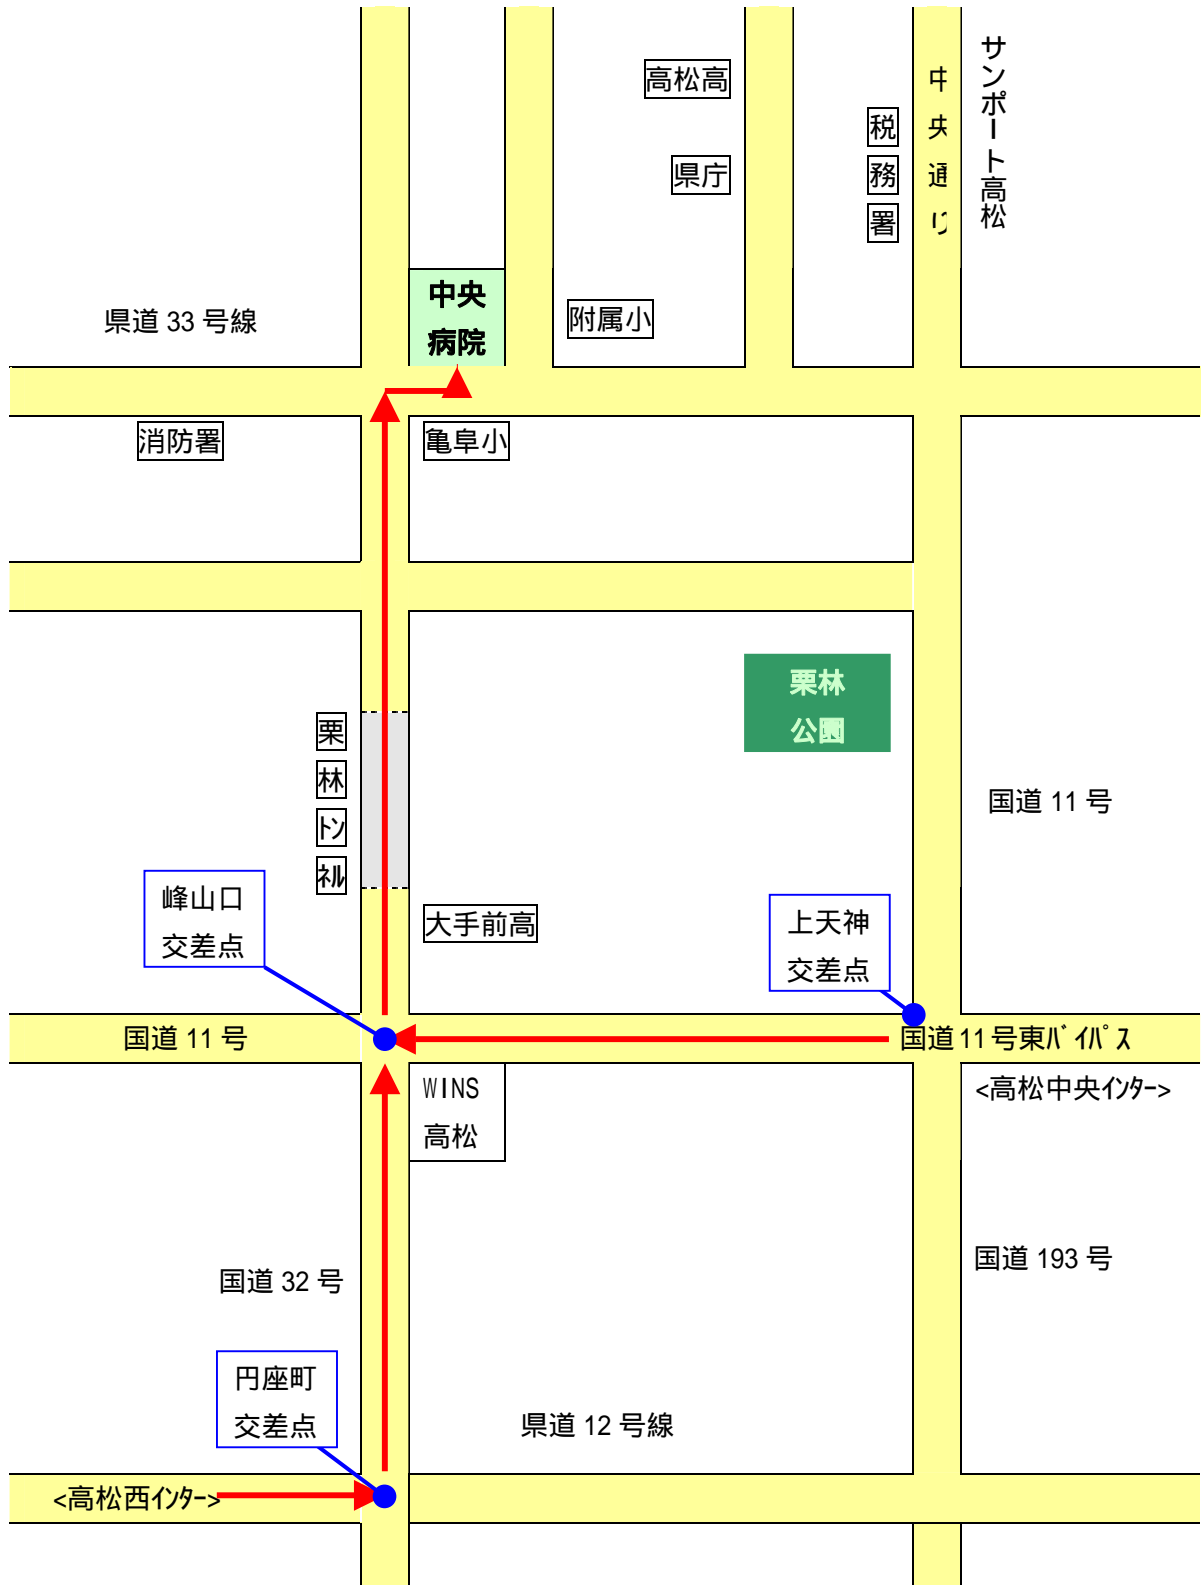 サンポート高松
高松高
中央通り
税務署
県庁
中央
病院
県道 33 号線
附属小
消防署
亀阜小
栗林
公園
栗林トンネル
国道 11 号
峰山口
交差点
大手前高
上天神
交差点
国道 11 号
国道 11 号東バイパス
WINS
高松
<高松中央インター>
国道 193 号
国道 32 号
円座町
交差点
県道 12 号線
<高松西インター>